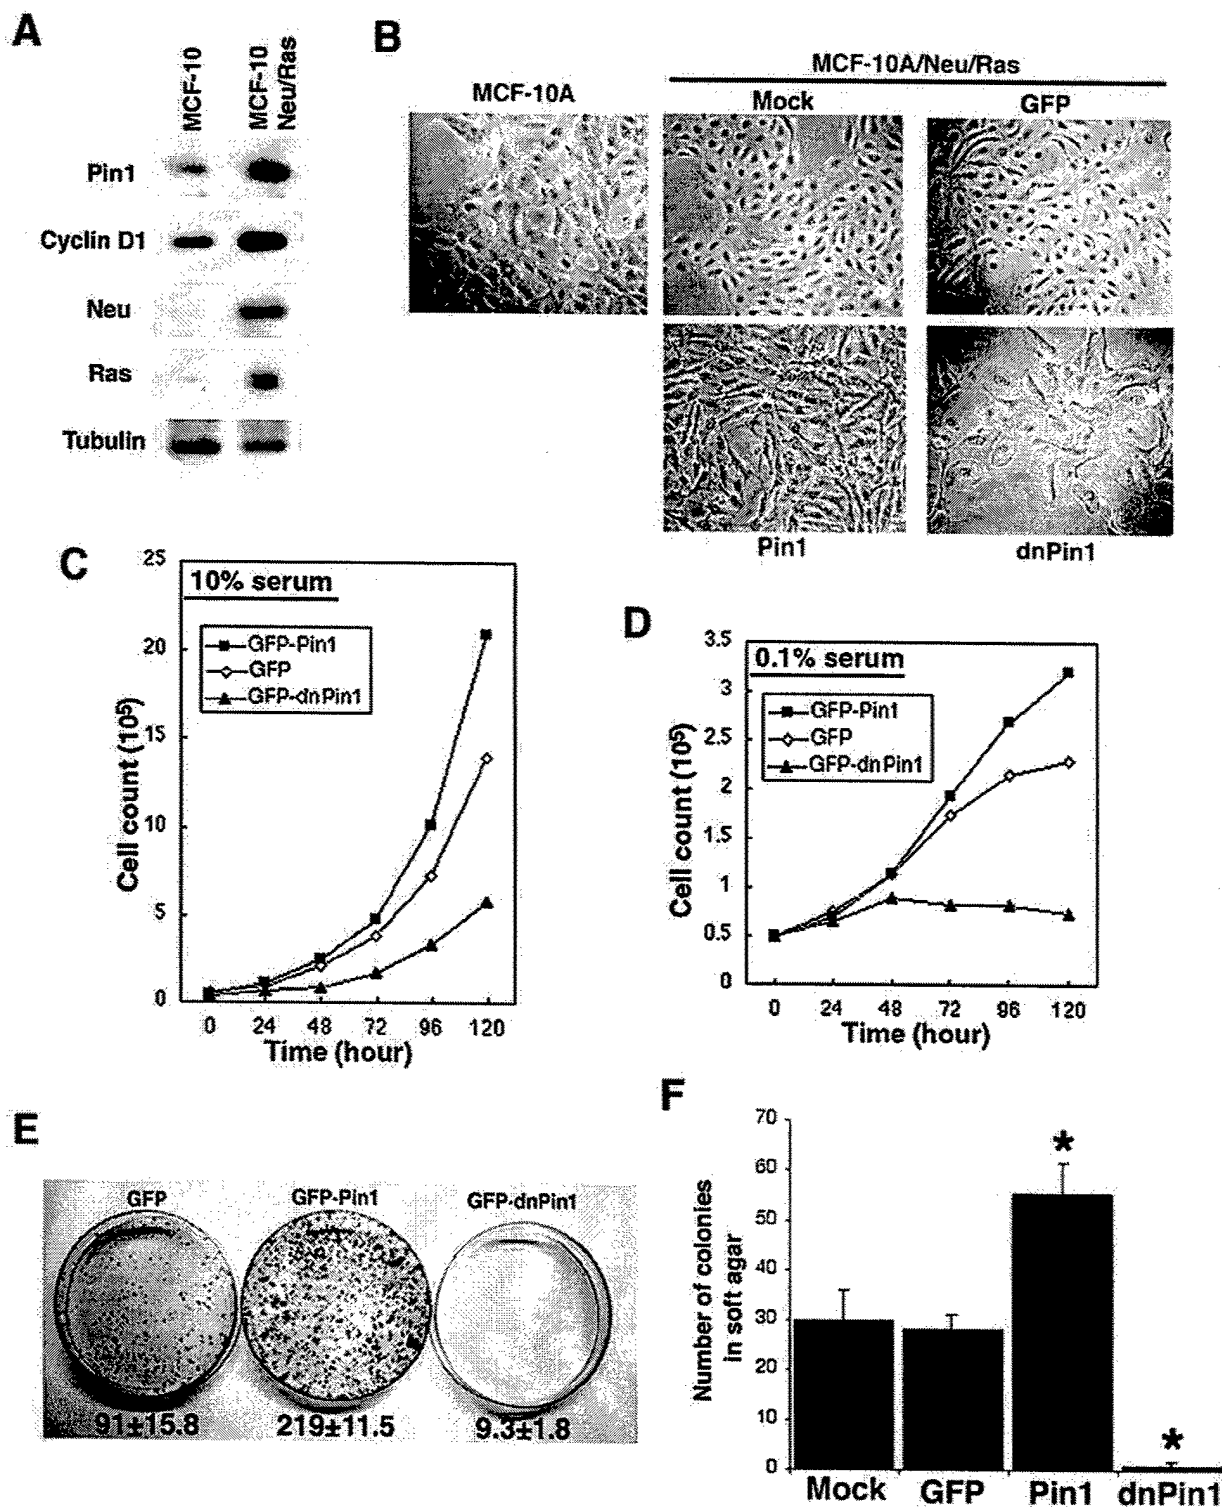 A
MCF-10
MCF-10
Neu/Ras
Pin1
Cyclin D1
Neu
Ras
Tubulin
B
MCF-10A/Neu/Ras
MCF-10A
Mock
GFP
Pin1
dnPin1
C
10% serum
GFP-Pin1
GFP
GFP-dnPin1
Cell count (10⁵)
25
20
15
10
5
0
0 24 48 72 96 120
Time (hour)
D
0.1% serum
GFP-Pin1
GFP
GFP-dnPin1
Cell count (10⁵)
3.5
3
2.5
2
1.5
1
0.5
0
0 24 48 72 96 120
Time (hour)
E
GFP GFP-Pin1 GFP-dnPin1
91±15.8 219±11.5 9.3±1.8
F
Number of colonies
in soft agar
70
60
50
40
30
20
10
0
*
*
Mock GFP Pin1 dnPin1